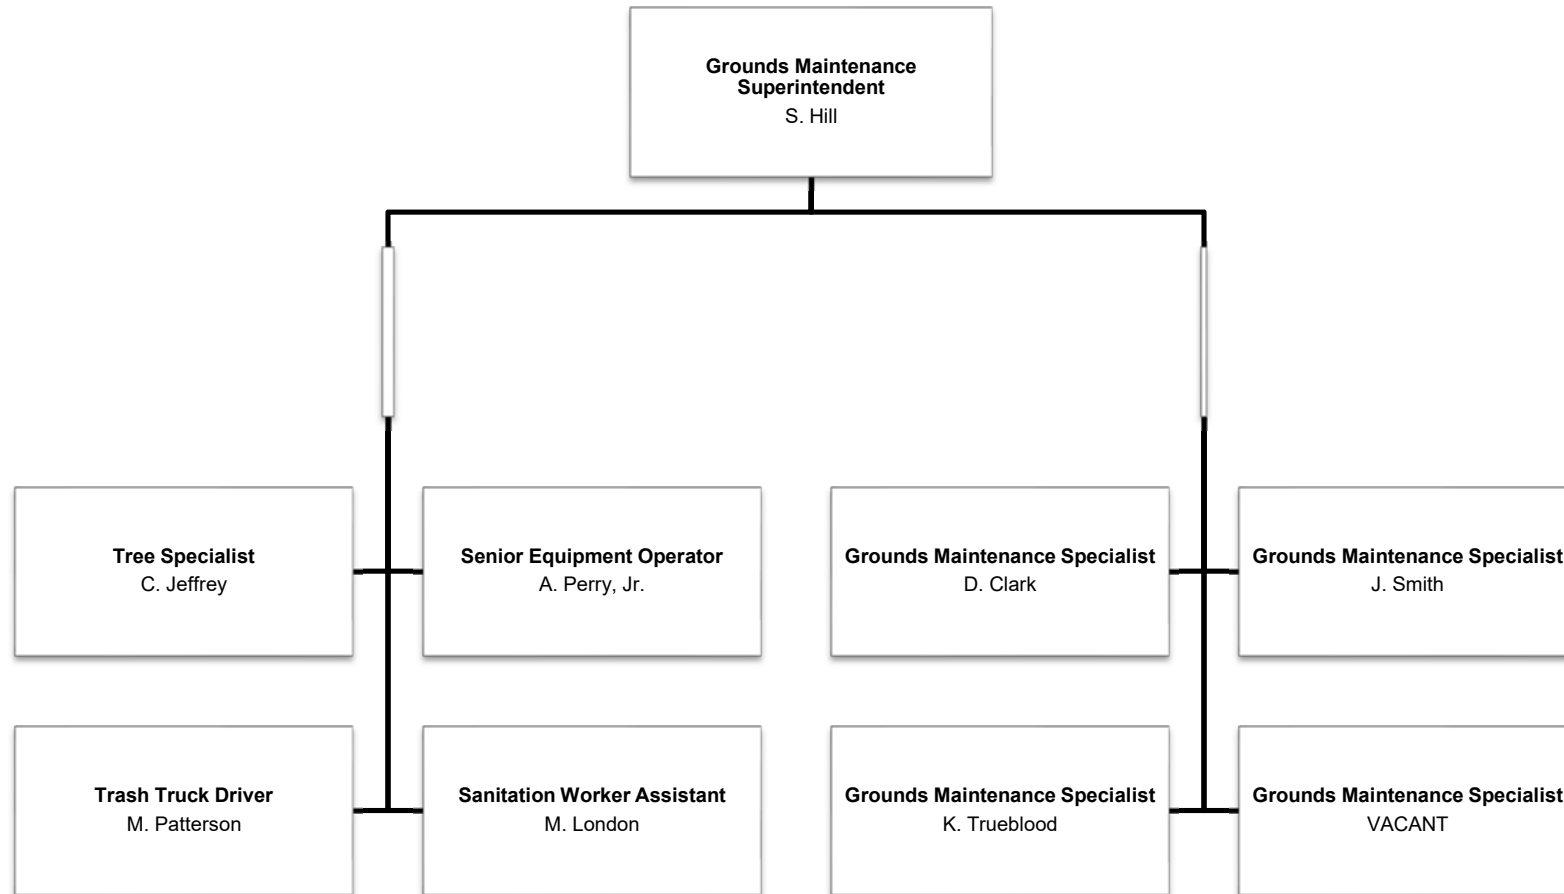 Grounds Maintenance
Superintendent
S. Hill
Tree Specialist
C. Jeffrey
Senior Equipment Operator
A. Perry, Jr.
Grounds Maintenance Specialist
D. Clark
Grounds Maintenance Specialist
J. Smith
Trash Truck Driver
M. Patterson
Sanitation Worker Assistant
M. London
Grounds Maintenance Specialist
K. Trueblood
Grounds Maintenance Specialist
VACANT